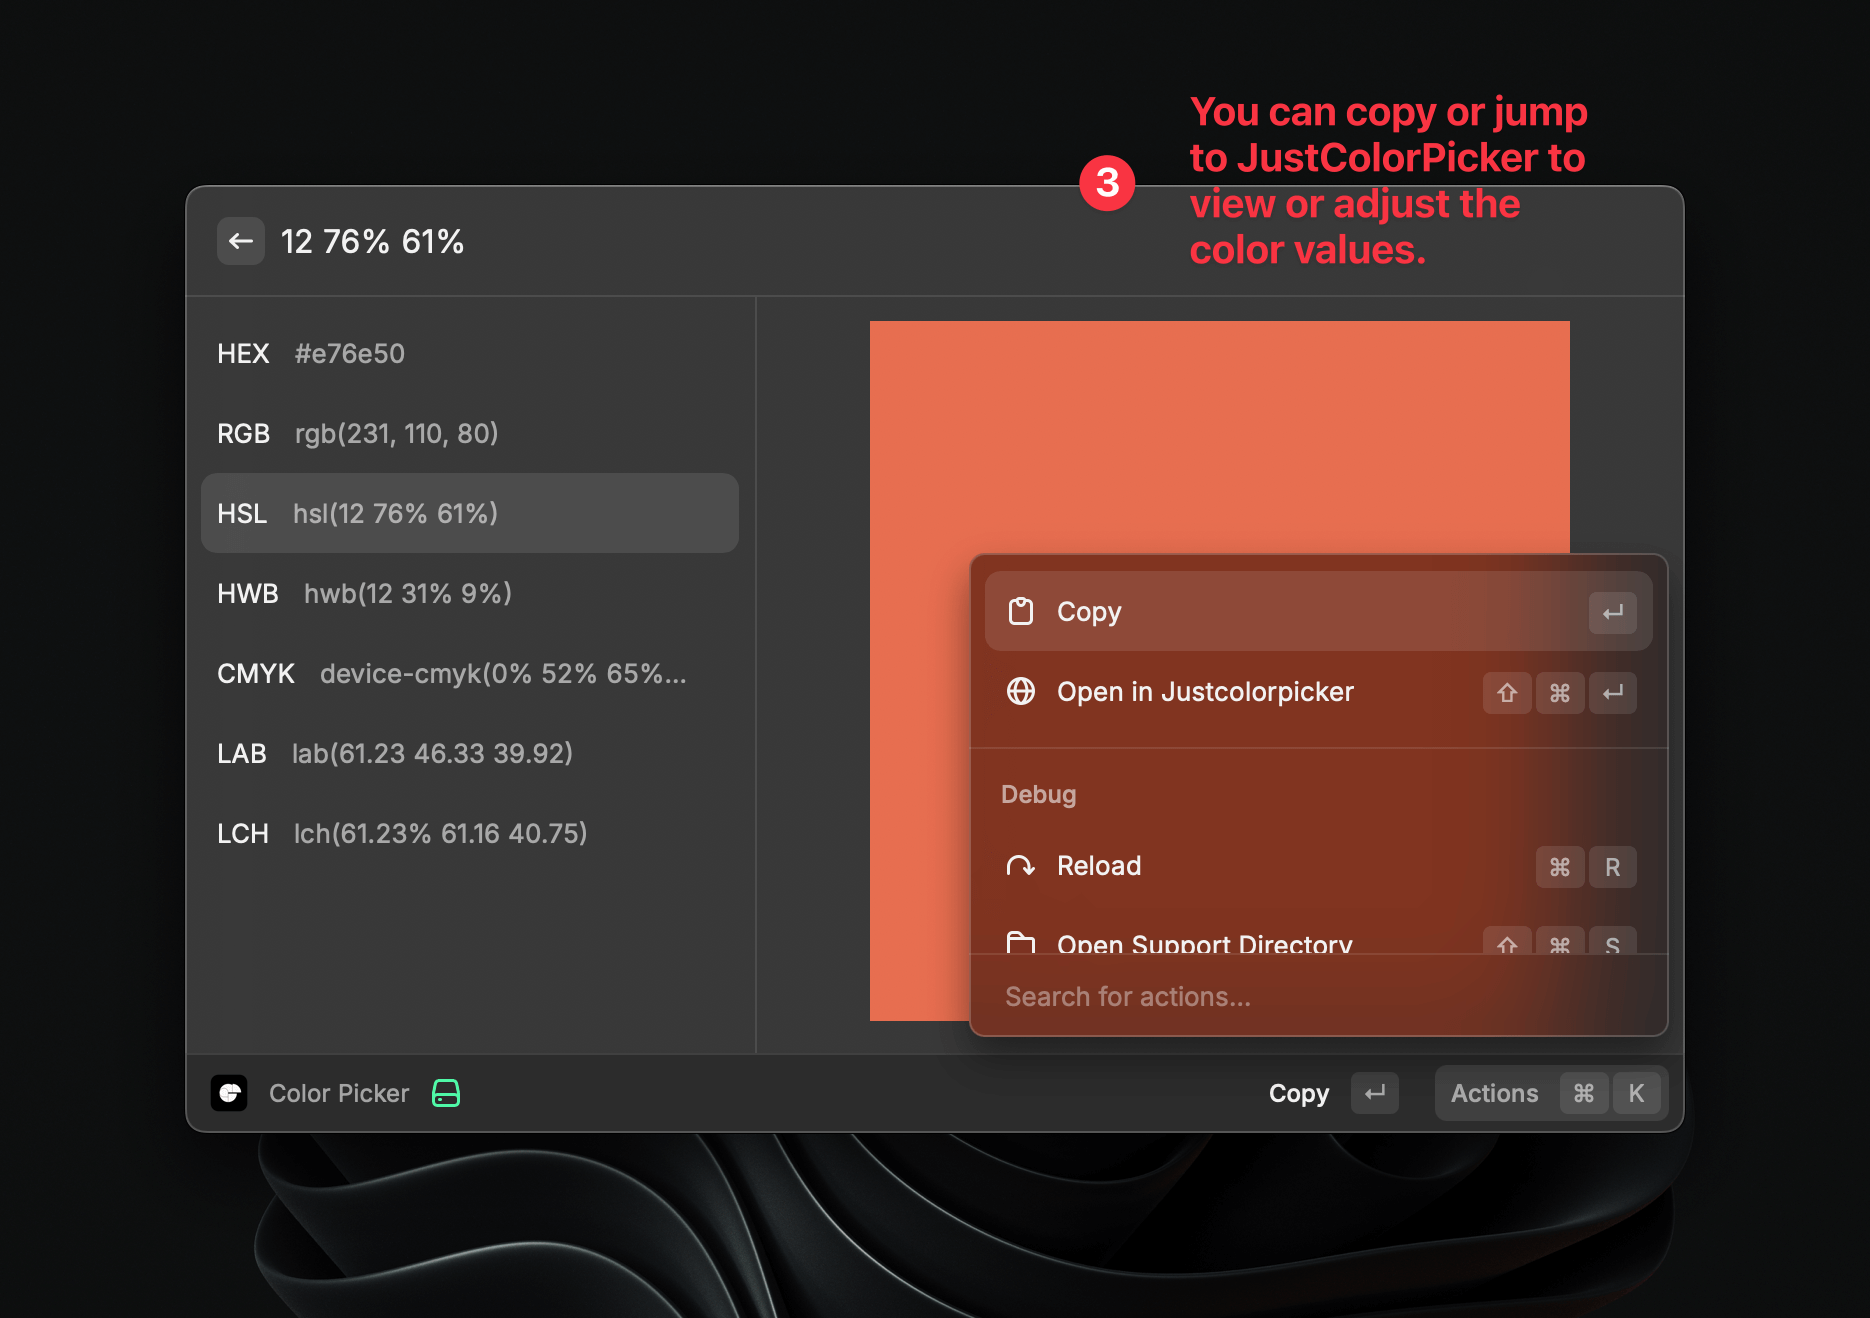 You can copy or jump
to JustColorPicker to
view or adjust the
color values.
3
12 76% 61%
HEX #e76e50
RGB rgb(231, 110, 80)
HSL hsl(12 76% 61%)
HWB hwb(12 31% 9%)
CMYK device-cmyk(0% 52% 65%...
LAB lab(61.23 46.33 39.92)
LCH lch(61.23% 61.16 40.75)
Copy ↵
Open in Justcolorpicker ⇧ ⌘ ↵
Debug
Reload ⌘ R
Open Support Directory ⇧ ⌘ S
Search for actions...
Color Picker
Copy ↵ Actions ⌘ K